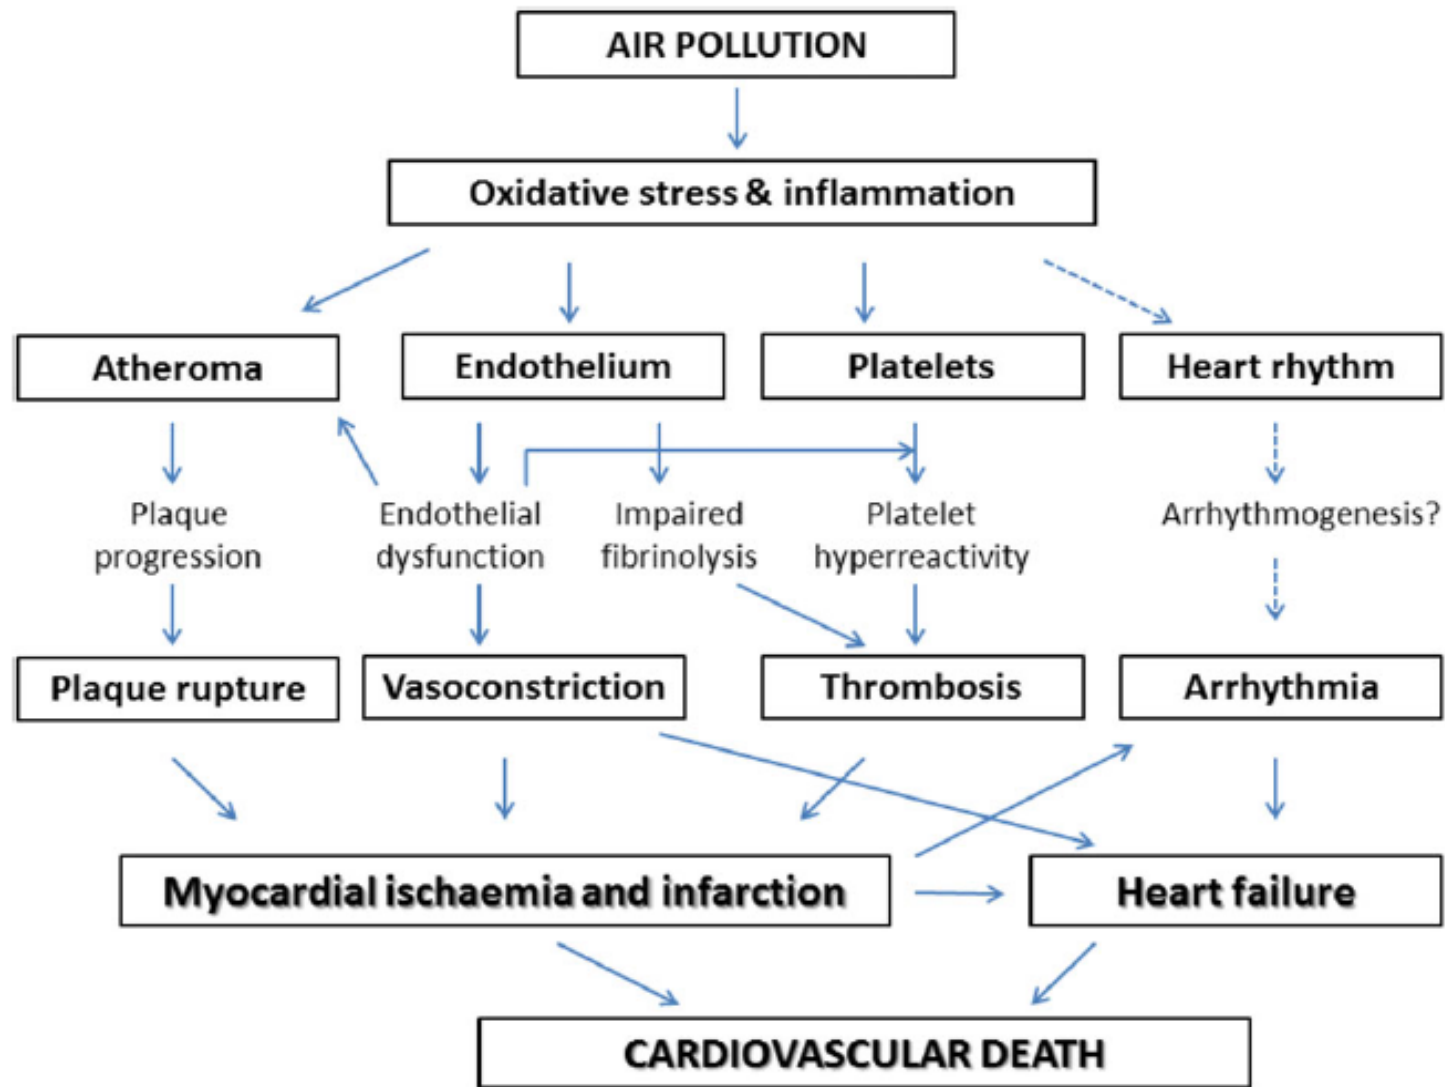 AIR POLLUTION
Oxidative stress & inflammation
Atheroma
Endothelium
Platelets
Heart rhythm
Plaque
progression
Endothelial
dysfunction
Impaired
fibrinolysis
Platelet
hyperreactivity
Arrhythmogenesis?
Plaque rupture
Vasoconstriction
Thrombosis
Arrhythmia
Myocardial ischaemia and infarction
Heart failure
CARDIOVASCULAR DEATH